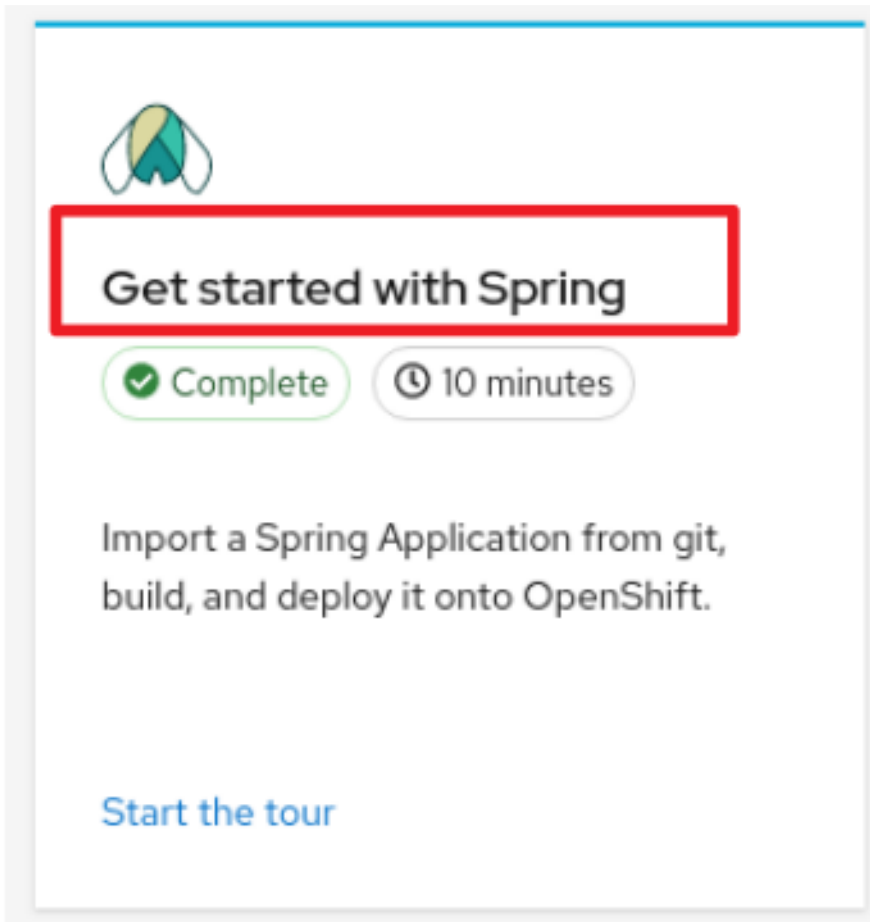 Get started with Spring
Complete
10 minutes
Import a Spring Application from git,
build, and deploy it onto OpenShift.
Start the tour